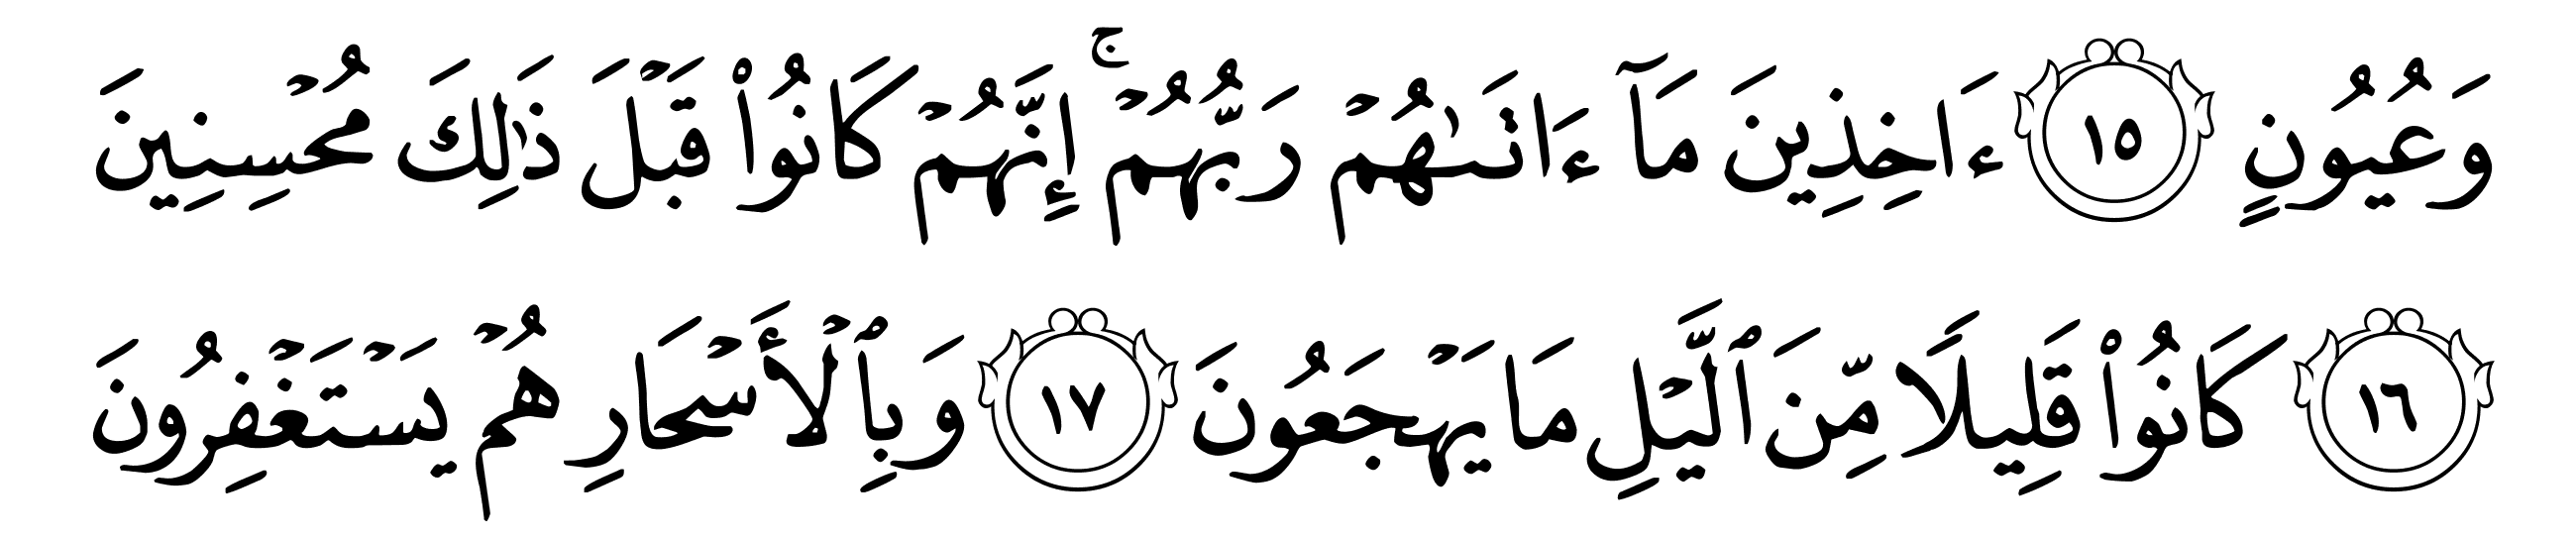 وَعُيُونٍ ١٥ ءَاخِذِينَ مَآ ءَاتَىٰهُمۡ رَبُّهُمۡۚ إِنَّهُمۡ كَانُواْ قَبۡلَ ذَٰلِكَ مُحۡسِنِينَ
١٦ كَانُواْ قَلِيلًا مِّنَ ٱلَّيۡلِ مَا يَهۡجَعُونَ ١٧ وَبِٱلۡأَسۡحَارِ هُمۡ يَسۡتَغۡفِرُونَ